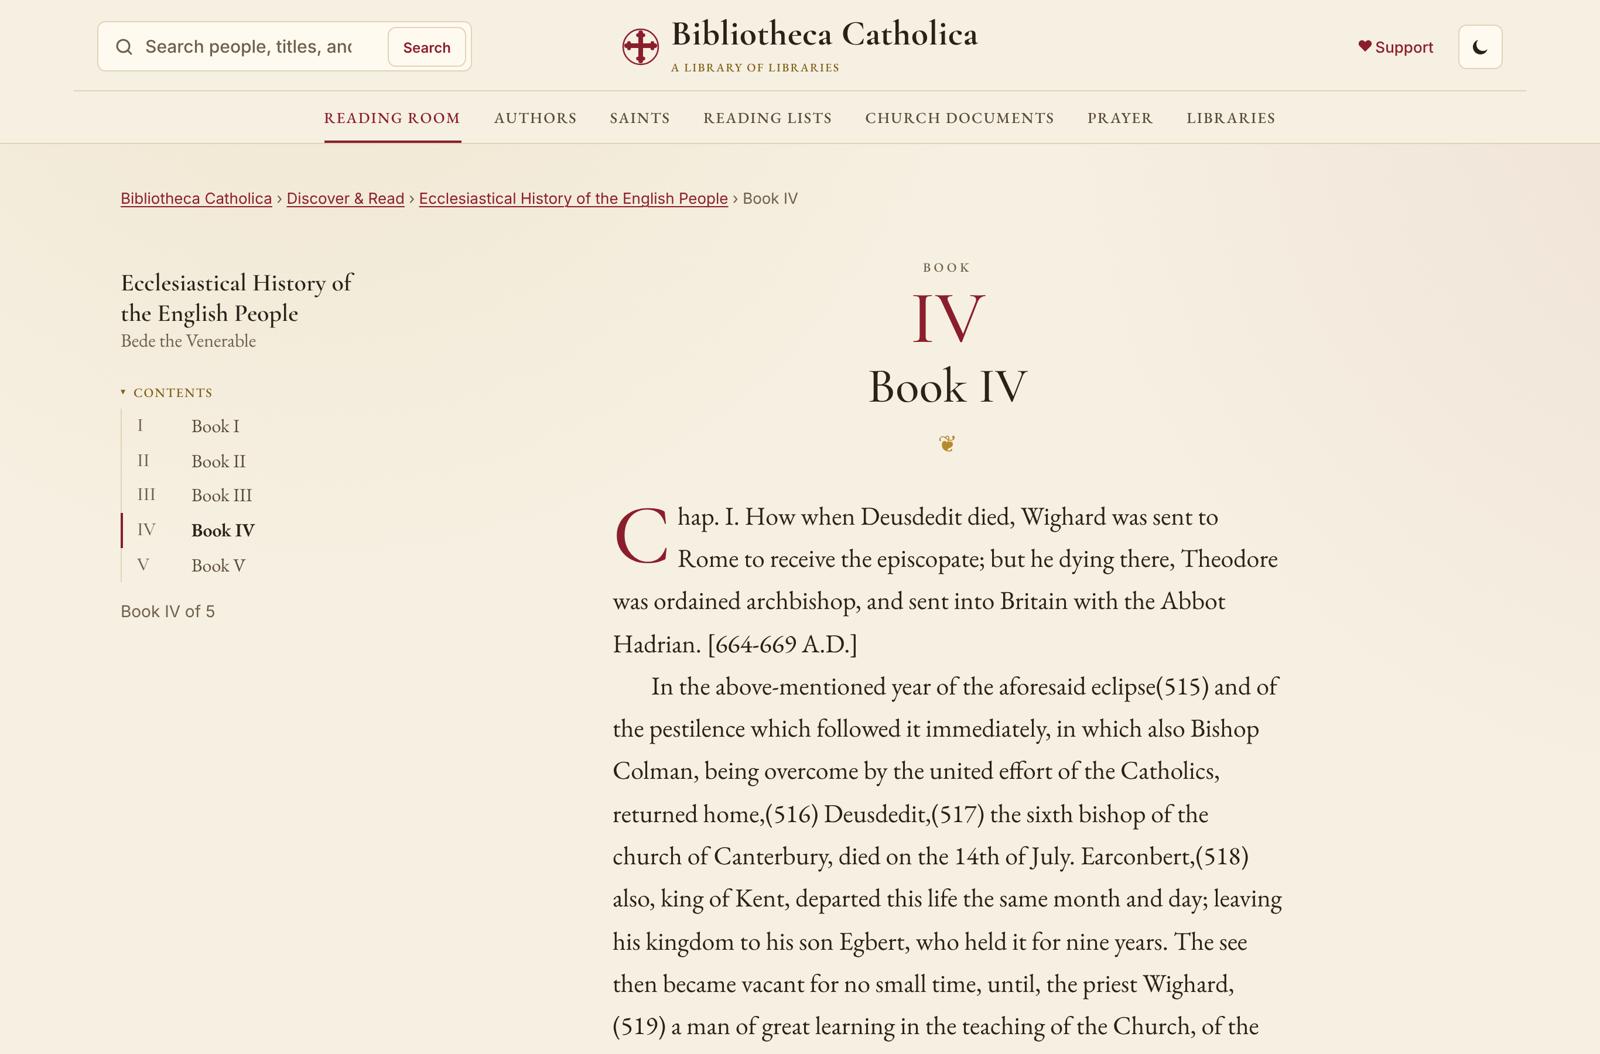 Search people, titles, and
Search
Bibliotheca Catholica
A LIBRARY OF LIBRARIES
Support
READING ROOM
AUTHORS
SAINTS
READING LISTS
CHURCH DOCUMENTS
PRAYER
LIBRARIES
Bibliotheca Catholica › Discover & Read › Ecclesiastical History of the English People › Book IV
Ecclesiastical History of
the English People
Bede the Venerable
▾ CONTENTS
I Book I
II Book II
III Book III
IV Book IV
V Book V
Book IV of 5
BOOK
IV
Book IV
Chap. I. How when Deusdedit died, Wighard was sent to
Rome to receive the episcopate; but he dying there, Theodore
was ordained archbishop, and sent into Britain with the Abbot
Hadrian. [664-669 A.D.]
In the above-mentioned year of the aforesaid eclipse(515) and of
the pestilence which followed it immediately, in which also Bishop
Colman, being overcome by the united effort of the Catholics,
returned home,(516) Deusdedit,(517) the sixth bishop of the
church of Canterbury, died on the 14th of July. Earconbert,(518)
also, king of Kent, departed this life the same month and day; leaving
his kingdom to his son Egbert, who held it for nine years. The see
then became vacant for no small time, until, the priest Wighard,
(519) a man of great learning in the teaching of the Church, of the